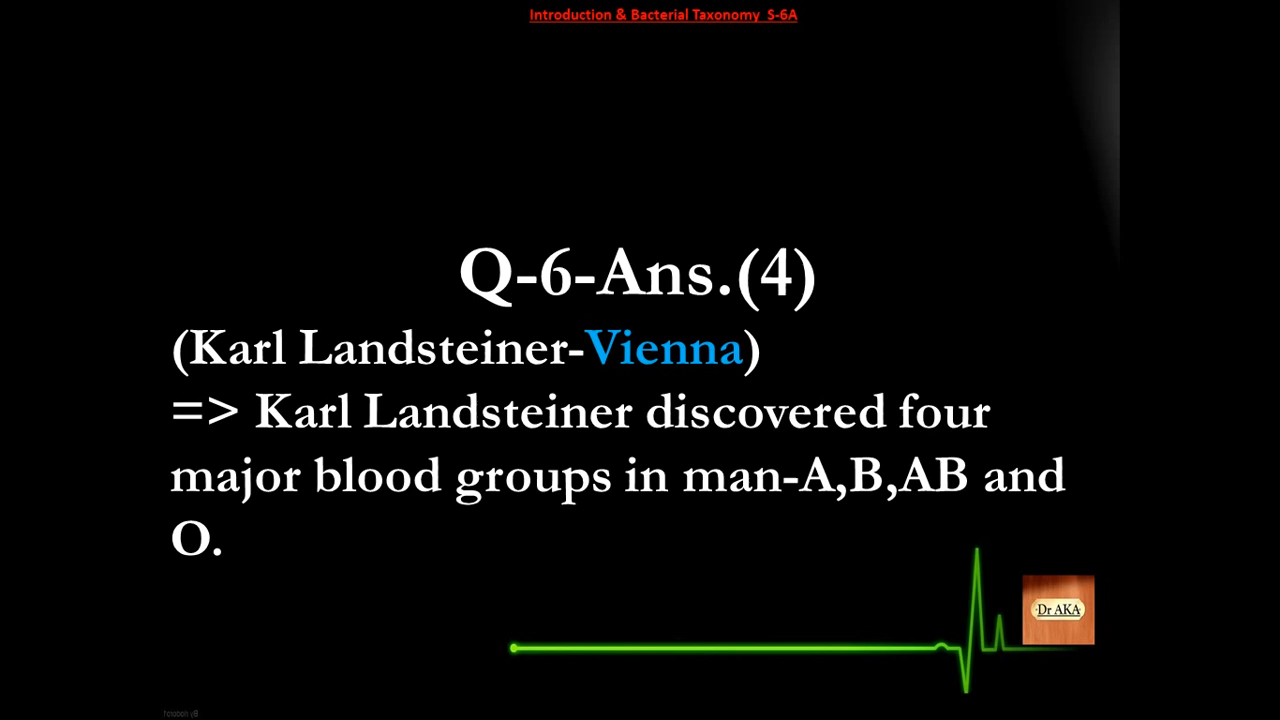 Introduction & Bacterial Taxonomy S-6A
Q-6-Ans.(4)
(Karl Landsteiner-Vienna)
=> Karl Landsteiner discovered four
major blood groups in man-A,B,AB and
O.
Dr AKA